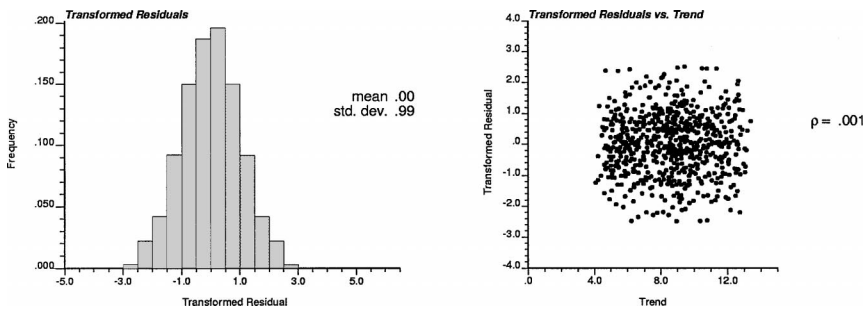 Transformed Residuals
.200
.150
.100
.050
.000
Frequency
mean .00
std. dev. .99
-5.0 -3.0 -1.0 1.0 3.0 5.0
Transformed Residual
Transformed Residuals vs. Trend
4.0
3.0
2.0
1.0
.0
-1.0
-2.0
-3.0
-4.0
Transformed Residual
ρ = .001
.0 4.0 8.0 12.0
Trend